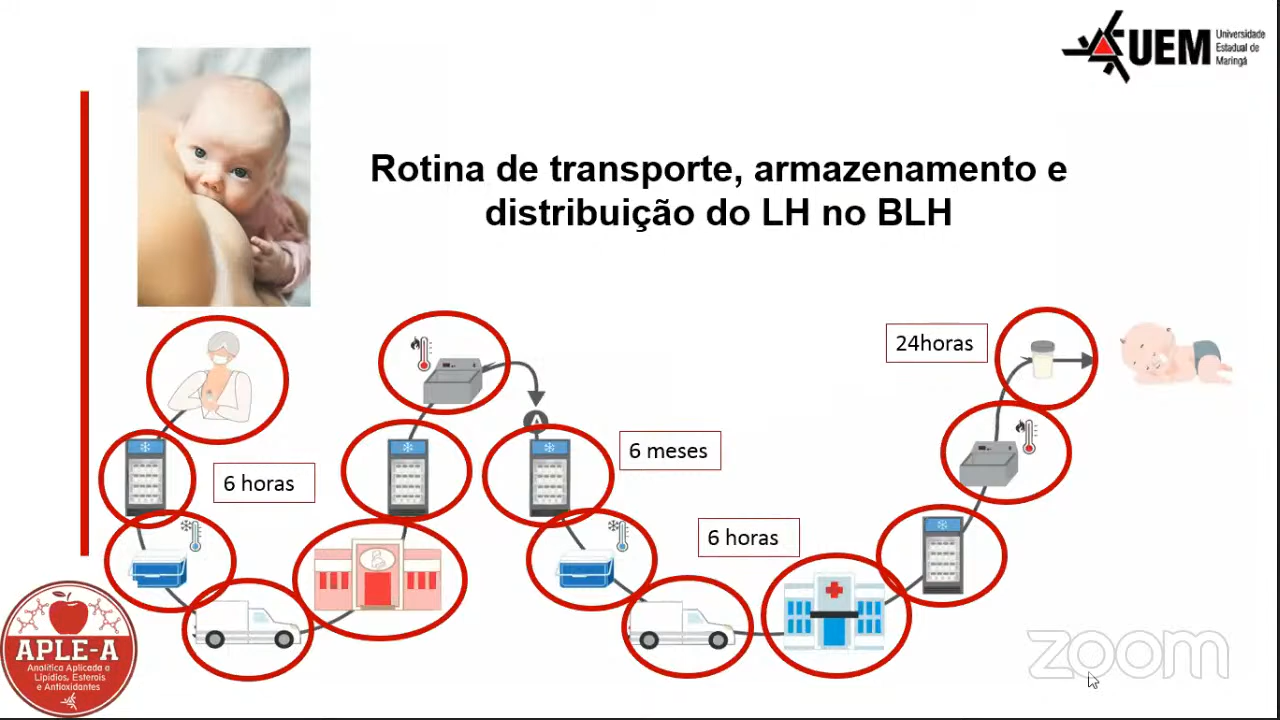 UEM
Universidade
Estadual de
Maringá
Rotina de transporte, armazenamento e
distribuição do LH no BLH
24horas
6 meses
6 horas
6 horas
A
APLE-A
Analítica Aplicada a
Lipídios, Esterois
e Antioxidantes
zoom